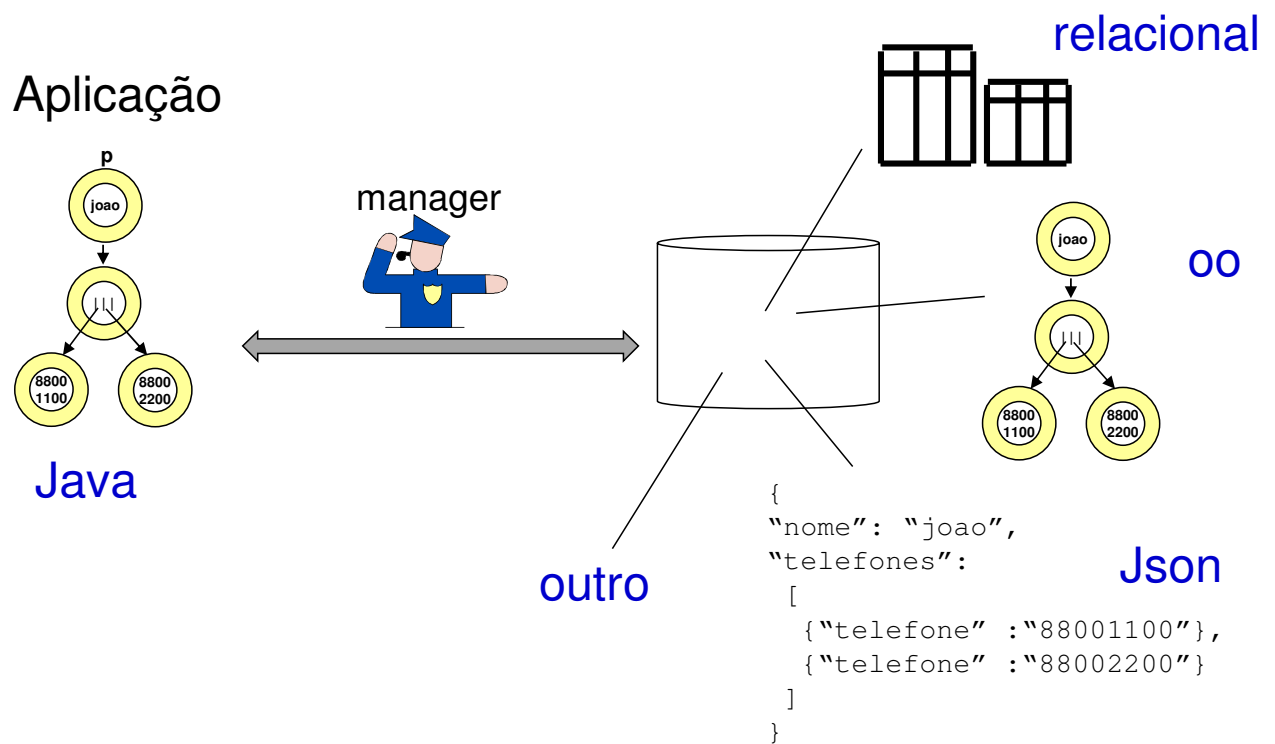 relacional
Aplicação
p
joao
|||
8800
1100
8800
2200
Java
manager
joao
|||
8800
1100
8800
2200
oo
outro
{
“nome”: “joao”,
“telefones”:
[
{“telefone” :“88001100”},
{“telefone” :“88002200”}
]
}
Json